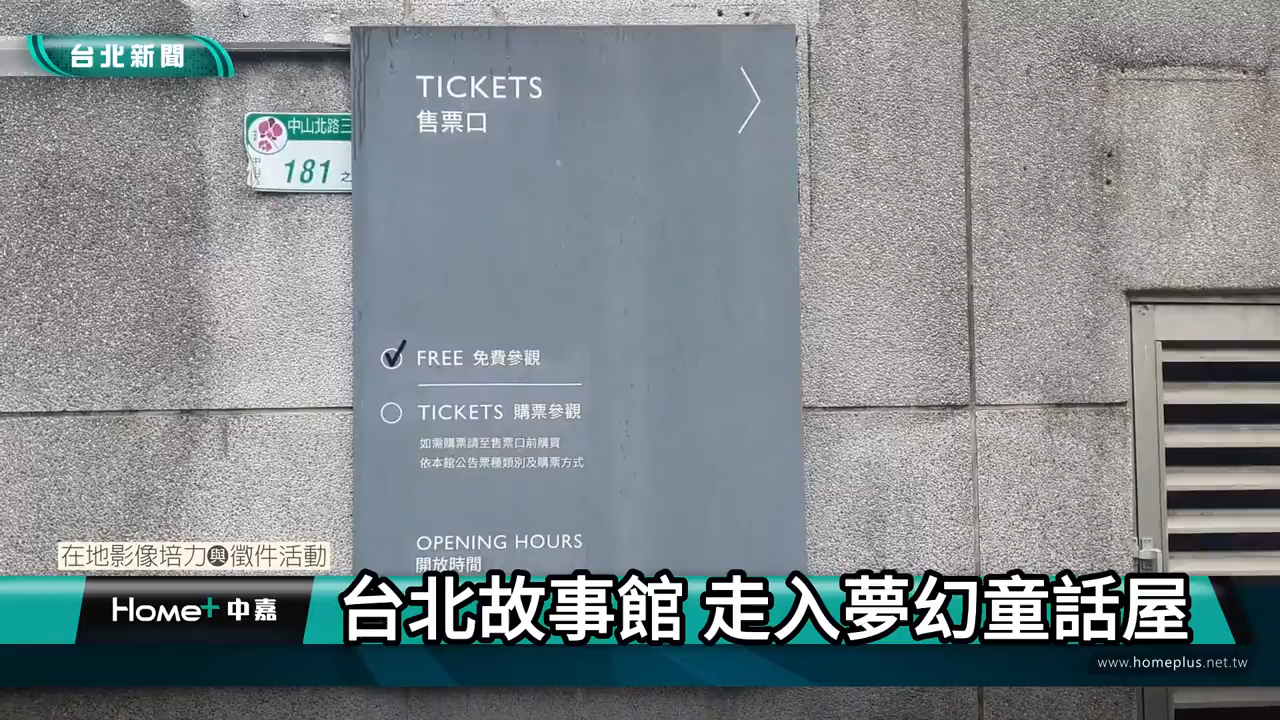 台北新聞
TICKETS
售票口
中山北路三
181 之
FREE 免費參觀
TICKETS 購票參觀
如需購票請至售票口前購買
依本館公告票種類別及購票方式
OPENING HOURS
開放時間
在地影像培力與徵件活動
Home+ 中嘉
台北故事館 走入夢幻童話屋
www.homeplus.net.tw